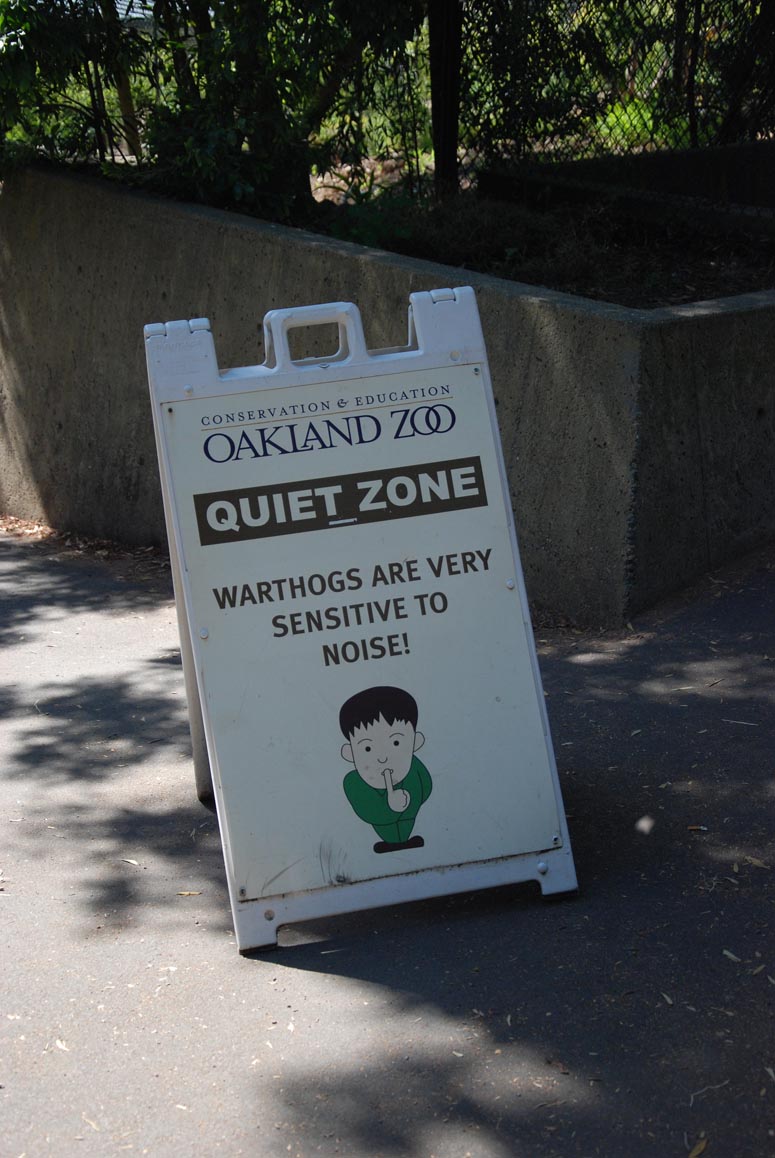 CONSERVATION & EDUCATION
OAKLAND ZOO
QUIET ZONE
WARTHOGS ARE VERY
SENSITIVE TO
NOISE!